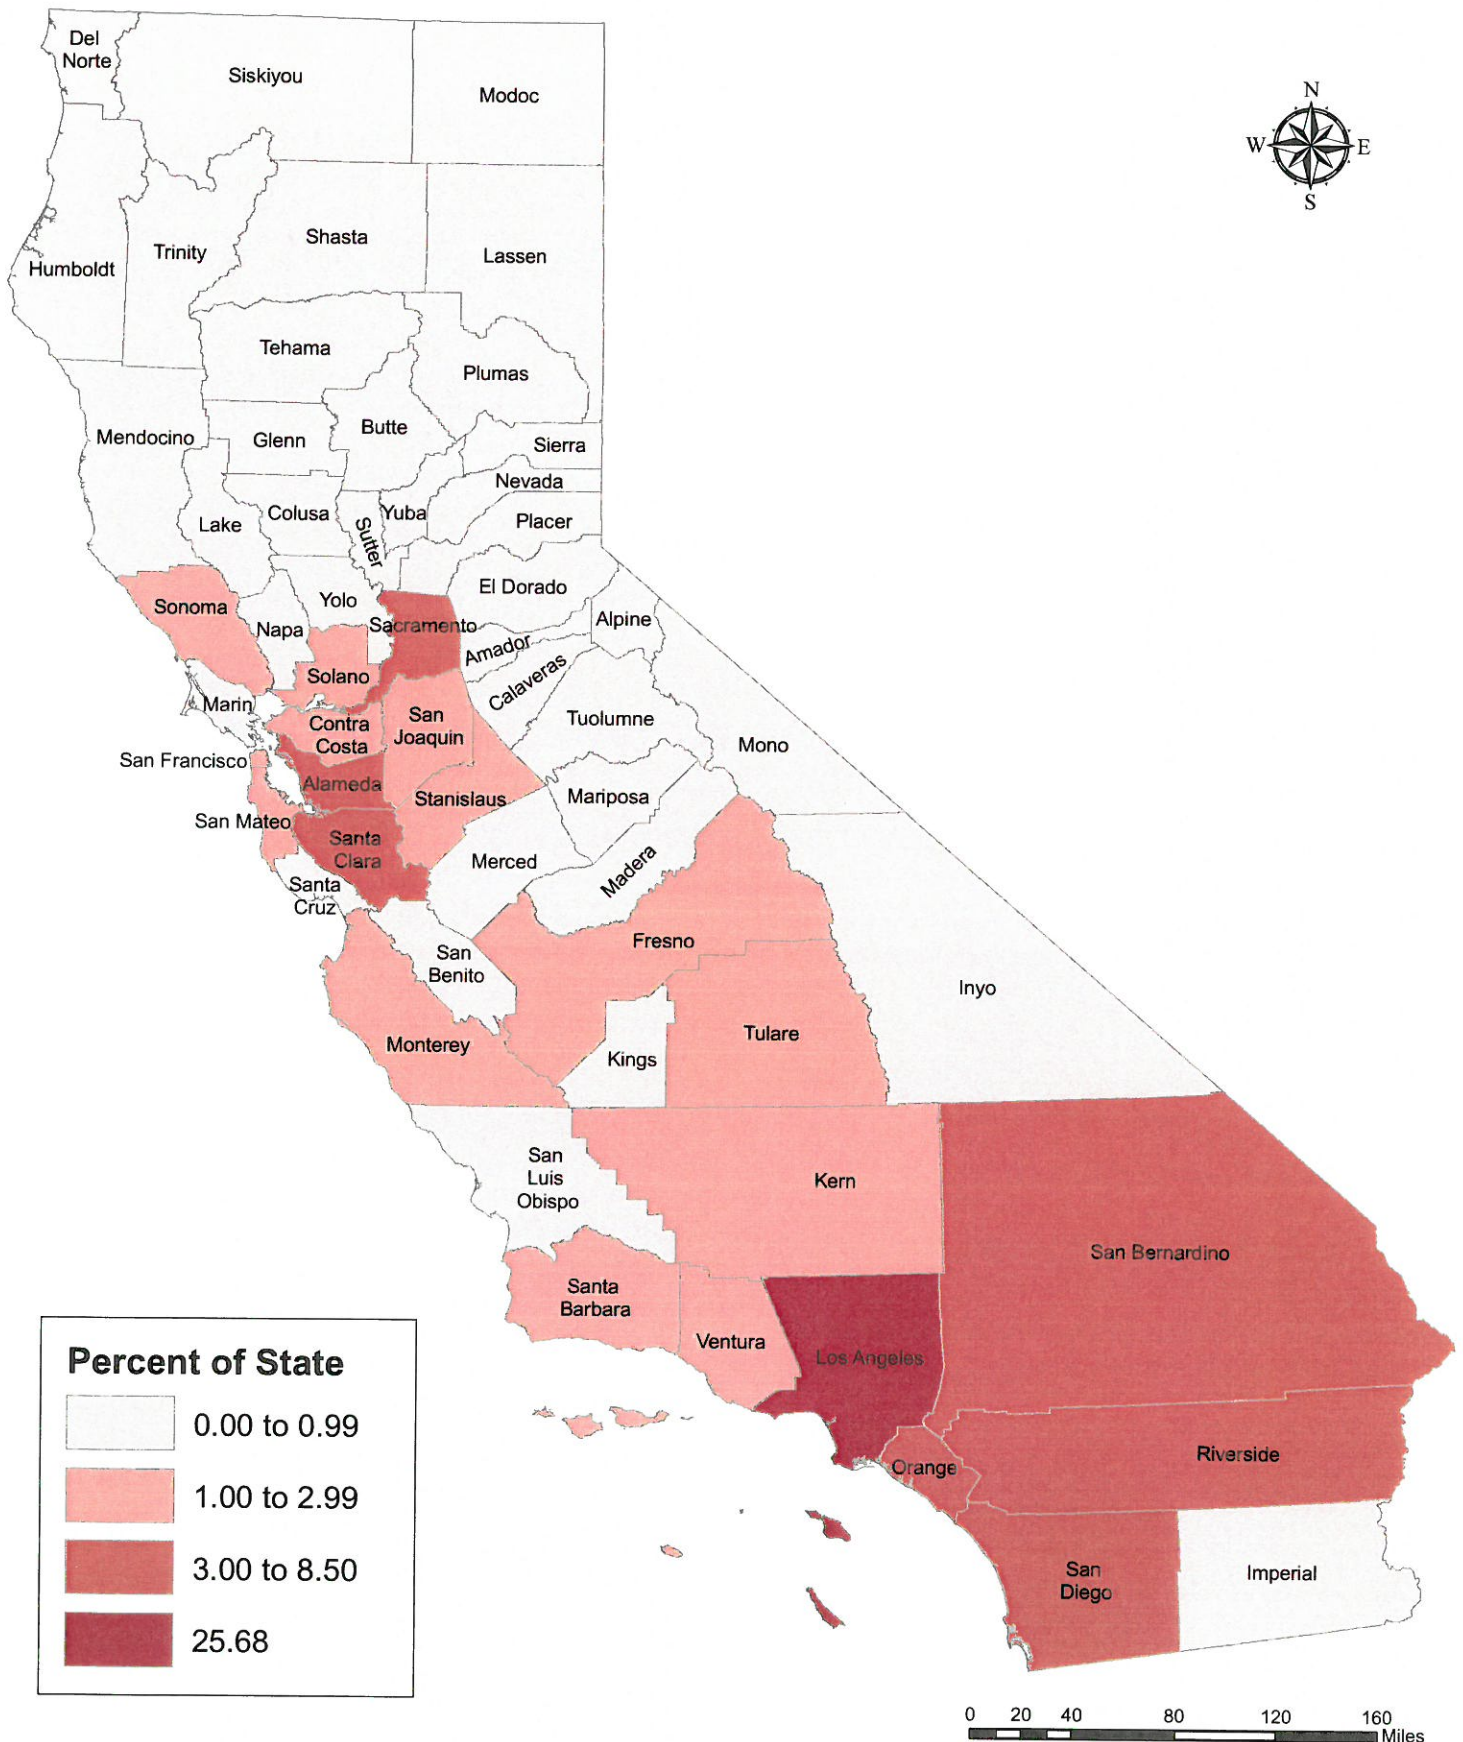 Del
Norte
Siskiyou
Modoc
N
W
E
S
Humboldt
Trinity
Shasta
Lassen
Tehama
Plumas
Mendocino
Glenn
Butte
Sierra
Nevada
Lake
Colusa
Sutter
Yuba
Placer
El Dorado
Sonoma
Napa
Yolo
Sacramento
Amador
Alpine
Calaveras
Solano
Marin
Contra
Costa
San
Joaquin
Tuolumne
Mono
San Francisco
Alameda
Stanislaus
Mariposa
San Mateo
Santa
Clara
Merced
Madera
Santa
Cruz
San
Benito
Fresno
Inyo
Monterey
Kings
Tulare
San
Luis
Obispo
Kern
San Bernardino
Santa
Barbara
Ventura
Los Angeles
Orange
Riverside
San
Diego
Imperial
Percent of State
0.00 to 0.99
1.00 to 2.99
3.00 to 8.50
25.68
0 20 40 80 120 160
Miles